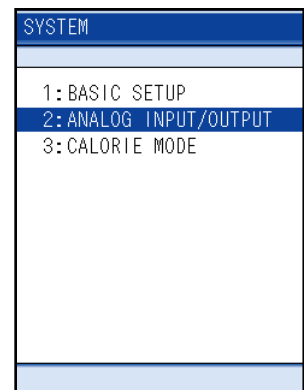 SYSTEM
1:BASIC SETUP
2:ANALOG INPUT/OUTPUT
3:CALORIE MODE